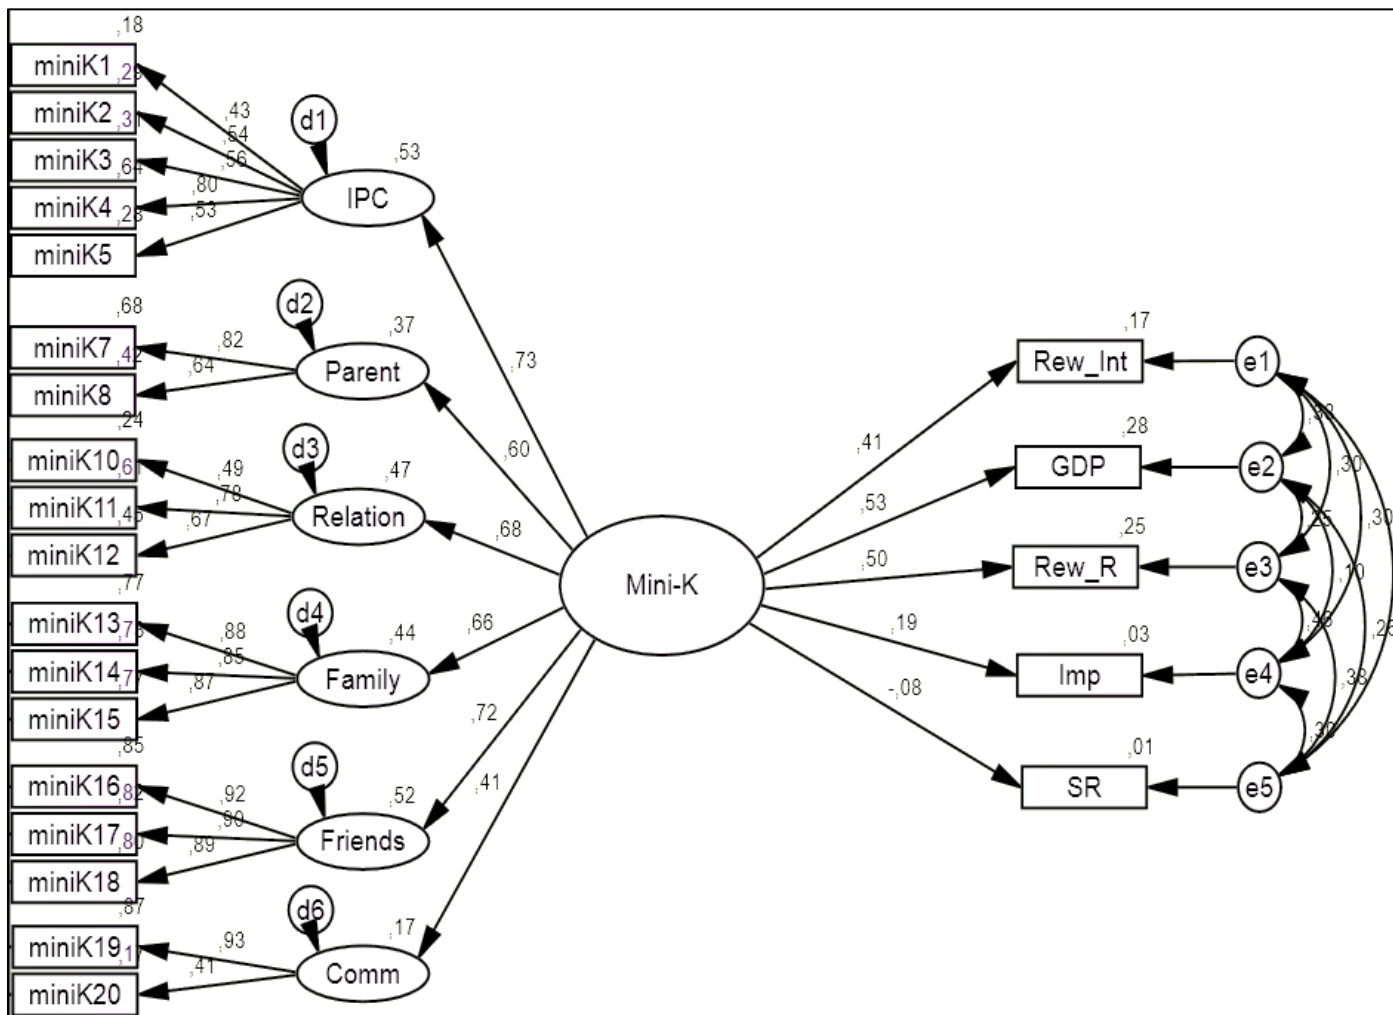 ,18
miniK1
,43
d1
miniK2
,54
,53
miniK3
,56
,64
,80
IPC
miniK4
,53
miniK5
,68
d2
,37
miniK7
,82
,73
,17
,42
,64
Parent
Rew_Int
e1
miniK8
,24
,41
,28
miniK10
,49
d3
,47
,60
,30
,78
GDP
e2
miniK11
,67
Relation
,68
,53
,30
miniK12
,25
,25
,50
,77
Mini-K
Rew_R
e3
,10
miniK13
,88
d4
,44
,66
,19
,03
,85
miniK14
,87
Family
Imp
e4
-,08
miniK15
,72
,85
,01
miniK16
,92
d5
,52
,41
SR
e5
,90
miniK17
,80
,89
Friends
miniK18
,87
d6
,17
miniK19
,93
,41
Comm
miniK20